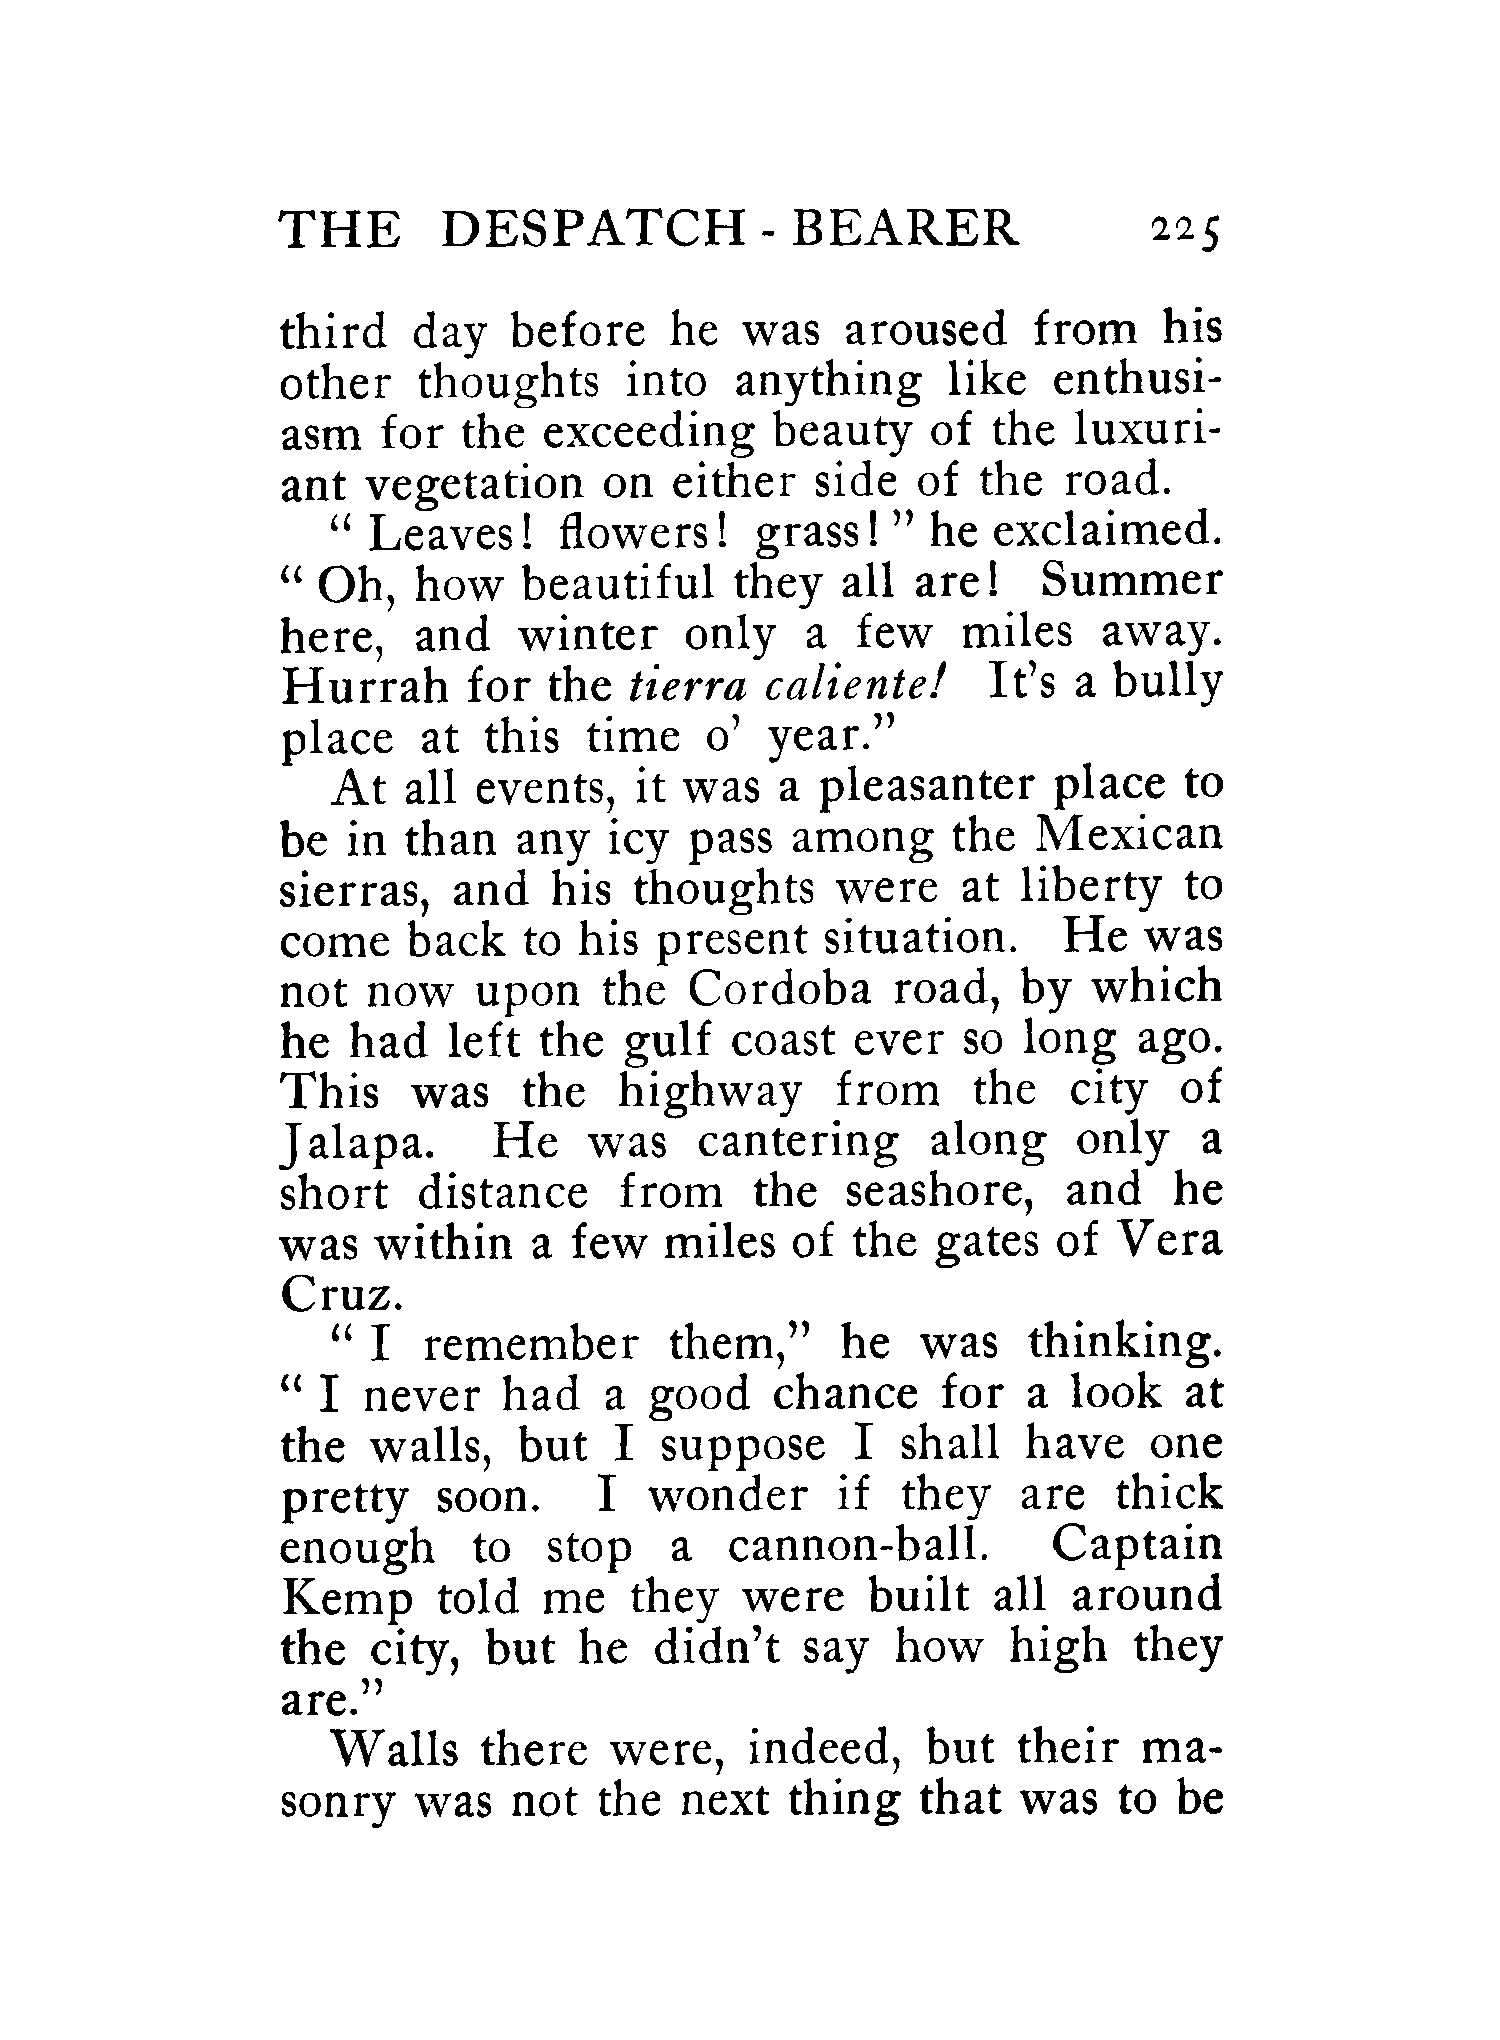 THE DESPATCH-BEARER 225
third day before he was aroused from his
other thoughts into anything like enthusi-
asm for the exceeding beauty of the luxuri-
ant vegetation on either side of the road.
" Leaves! flowers! grass!" he exclaimed.
" Oh, how beautiful they all are! Summer
here, and winter only a few miles away.
Hurrah for the tierra caliente! It's a bully
place at this time o' year."
At all events, it was a pleasanter place to
be in than any icy pass among the Mexican
sierras, and his thoughts were at liberty to
come back to his present situation. He was
not now upon the Cordoba road, by which
he had left the gulf coast ever so long ago.
This was the highway from the city of
Jalapa. He was cantering along only a
short distance from the seashore, and he
was within a few miles of the gates of Vera
Cruz.
" I remember them," he was thinking.
" I never had a good chance for a look at
the walls, but I suppose I shall have one
pretty soon. I wonder if they are thick
enough to stop a cannon-ball. Captain
Kemp told me they were built all around
the city, but he didn't say how high they
are."
Walls there were, indeed, but their ma-
sonry was not the next thing that was to be